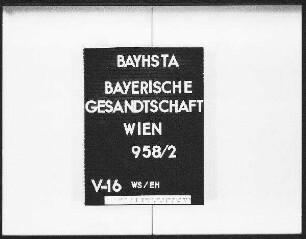 BAYHSTA
BAYERISCHE
GESANDTSCHAFT
WIEN
958/2
V-16 WS/EH